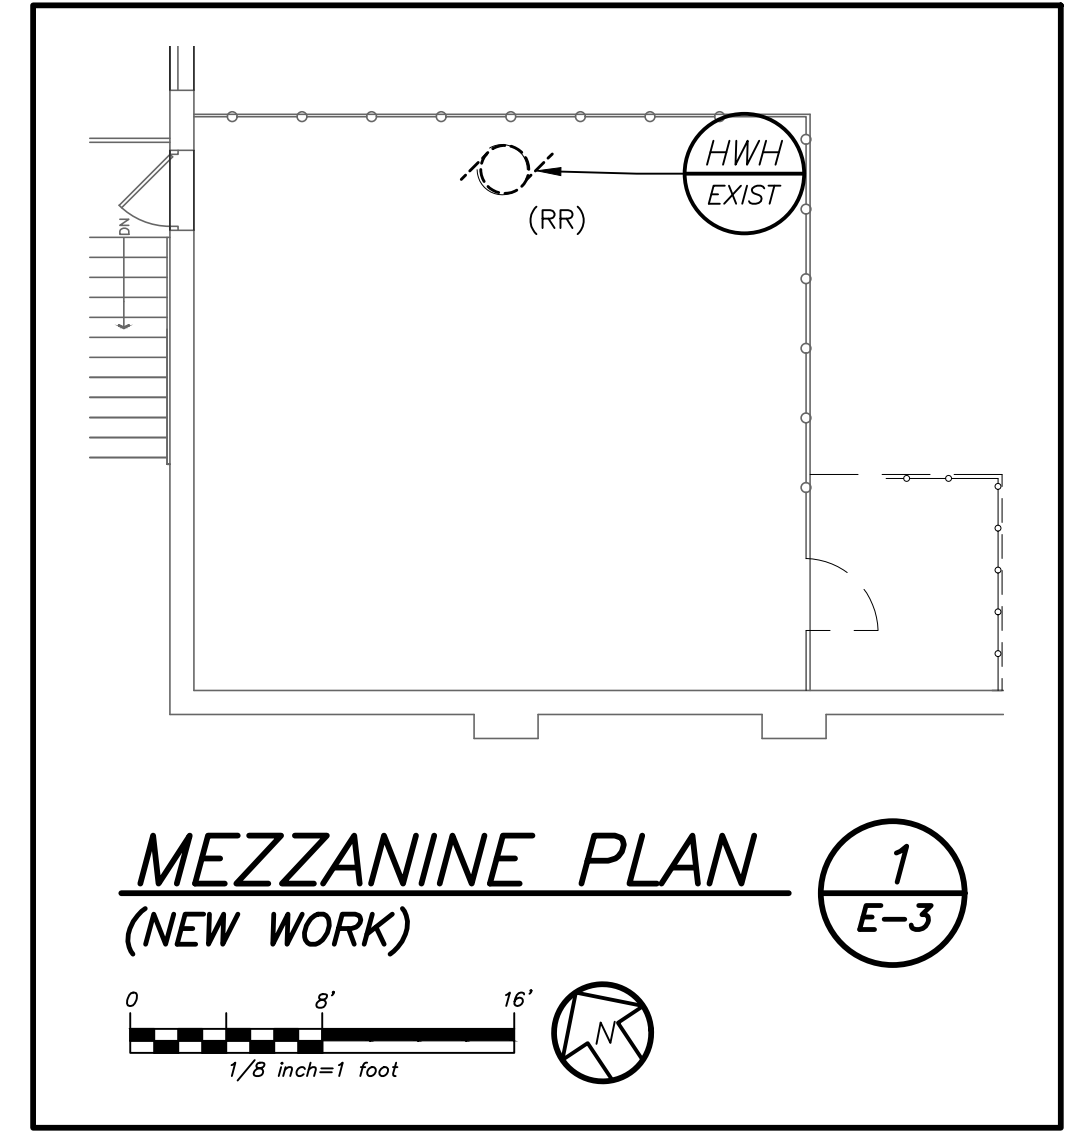 HWH
EXIST
(RR)
DN
MEZZANINE PLAN
(NEW WORK)
1
E-3
0 8' 16'
1/8 inch=1 foot
N